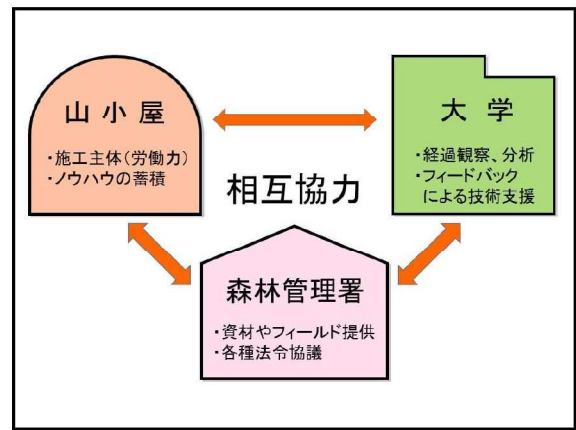 山小屋
・施工主体(労働力)
・ノウハウの蓄積
大学
・経過観察、分析
・フィードバック
による技術支援
相互協力
森林管理署
・資材やフィールド提供
・各種法令協議